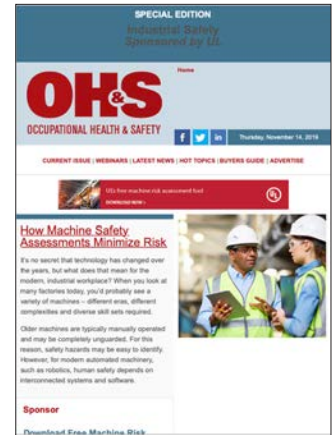 SPECIAL EDITION
Industrial Safety
Sponsored by UL
Home
OH&S
OCCUPATIONAL HEALTH & SAFETY
f
in
Thursday, November 14, 2019
CURRENT ISSUE | WEBINARS | LATEST NEWS | HOT TOPICS | BUYERS GUIDE | ADVERTISE
UL's free machine risk assessment tool
DOWNLOAD NOW >
UL
How Machine Safety
Assessments Minimize Risk
It's no secret that technology has changed over
the years, but what does that mean for the
modern, industrial workplace? When you look at
many factories today, you'd probably see a
variety of machines – different eras, different
complexities and diverse skill sets required.
Older machines are typically manually operated
and may be completely unguarded. For this
reason, safety hazards may be easy to identify.
However, for modern automated machinery,
such as robotics, human safety depends on
interconnected systems and software.
Sponsor
Download Free Machine Risk